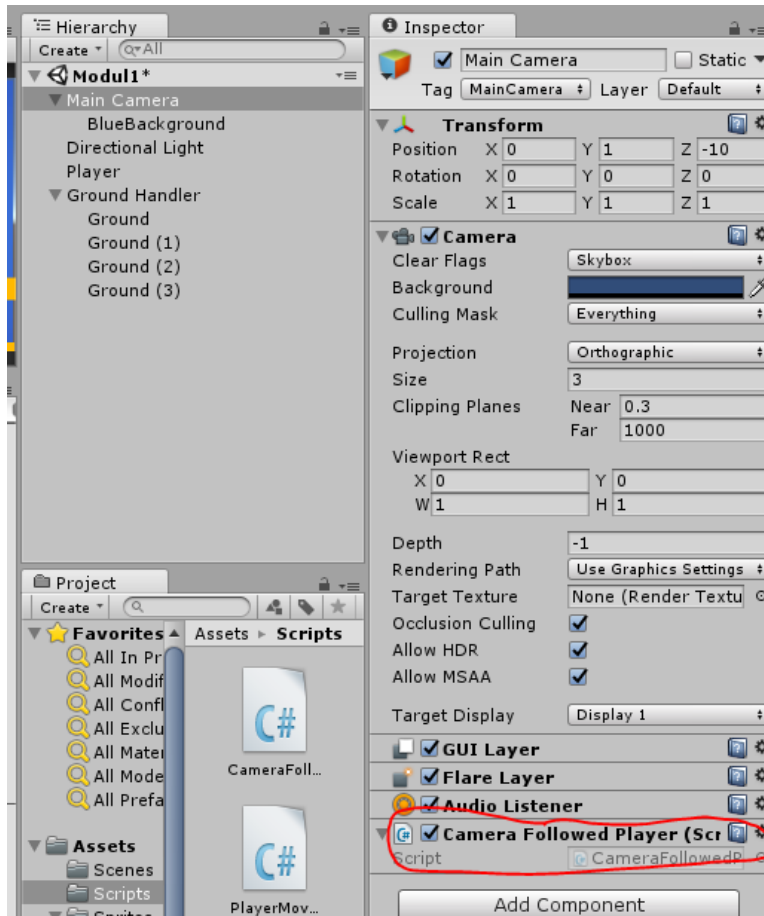 Hierarchy
Create
All
Modul1*
Main Camera
BlueBackground
Directional Light
Player
Ground Handler
Ground
Ground (1)
Ground (2)
Ground (3)
Project
Create
Favorites
All In Pr
All Modif
All Confl
All Exclu
All Mater
All Mode
All Prefa
Assets
Scenes
Scripts
Assets Scripts
C#
CameraFoll...
C#
PlayerMov...
Inspector
Main Camera Static
Tag MainCamera Layer Default
Transform
Position X 0 Y 1 Z -10
Rotation X 0 Y 0 Z 0
Scale X 1 Y 1 Z 1
Camera
Clear Flags Skybox
Background
Culling Mask Everything
Projection Orthographic
Size 3
Clipping Planes Near 0.3
Far 1000
Viewport Rect
X 0 Y 0
W 1 H 1
Depth -1
Rendering Path Use Graphics Settings
Target Texture None (Render Textu
Occlusion Culling
Allow HDR
Allow MSAA
Target Display Display 1
GUI Layer
Flare Layer
Audio Listener
C# Camera Followed Player (Scr
Script CameraFollowedP
Add Component